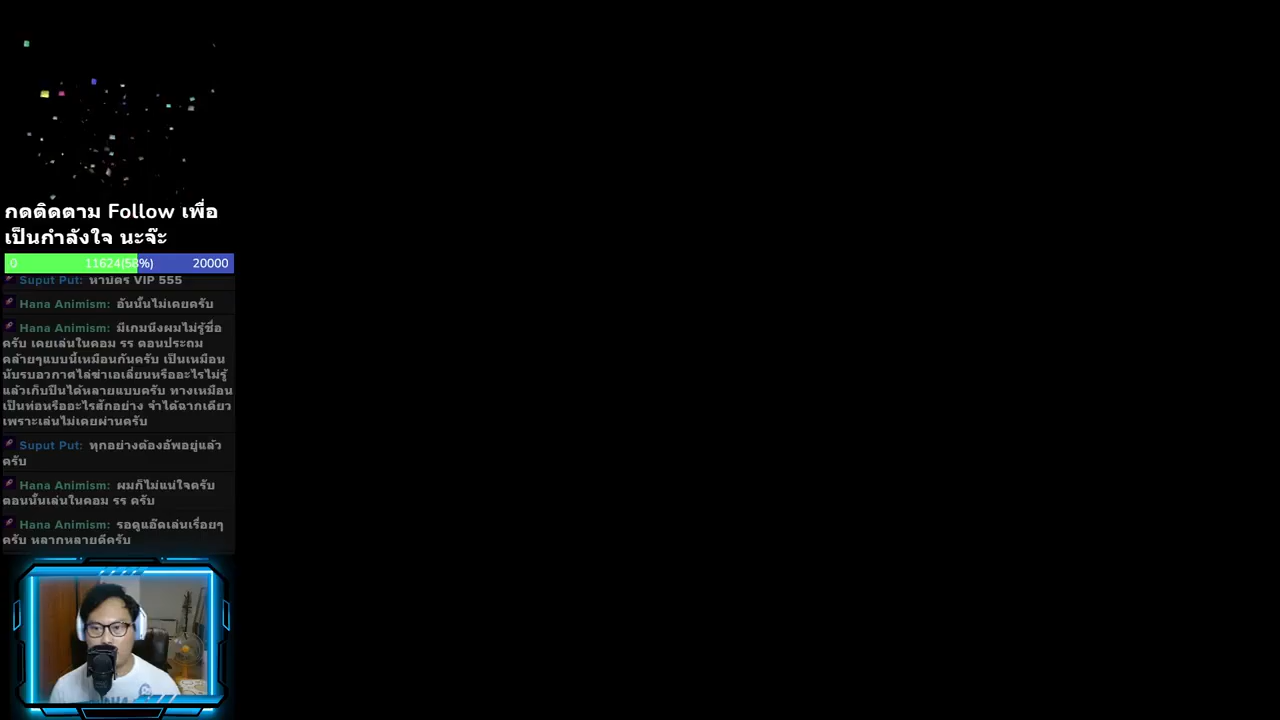 กดติดตาม Follow เพื่อ
เป็นกำลังใจ นะจ๊ะ
0 11624(58%) 20000
Suput Put: หาบัตร VIP 555
Hana Animism: อันนั้นไม่เคยครับ
Hana Animism: มีเกมนึงผมไม่รู้ชื่อ
ครับ เคยเล่นในคอม รร ตอนประถม
คล้ายๆแบบนี้เหมือนกันครับ เป็นเหมือน
นับรบอวกาศไล่ฆ่าเอเลี่ยนหรืออะไรไม่รู้
แล้วเก็บปืนได้หลายแบบครับ ทางเหมือน
เป็นท่อหรืออะไรสักอย่าง จำได้ฉากเดียว
เพราะเล่นไม่เคยผ่านครับ
Suput Put: ทุกอย่างต้องอัพอยู่แล้ว
ครับ
Hana Animism: ผมก็ไม่แน่ใจครับ
ตอนนั้นเล่นในคอม รร ครับ
Hana Animism: รอดูแอ๊ดเล่นเรื่อยๆ
ครับ หลากหลายดีครับ